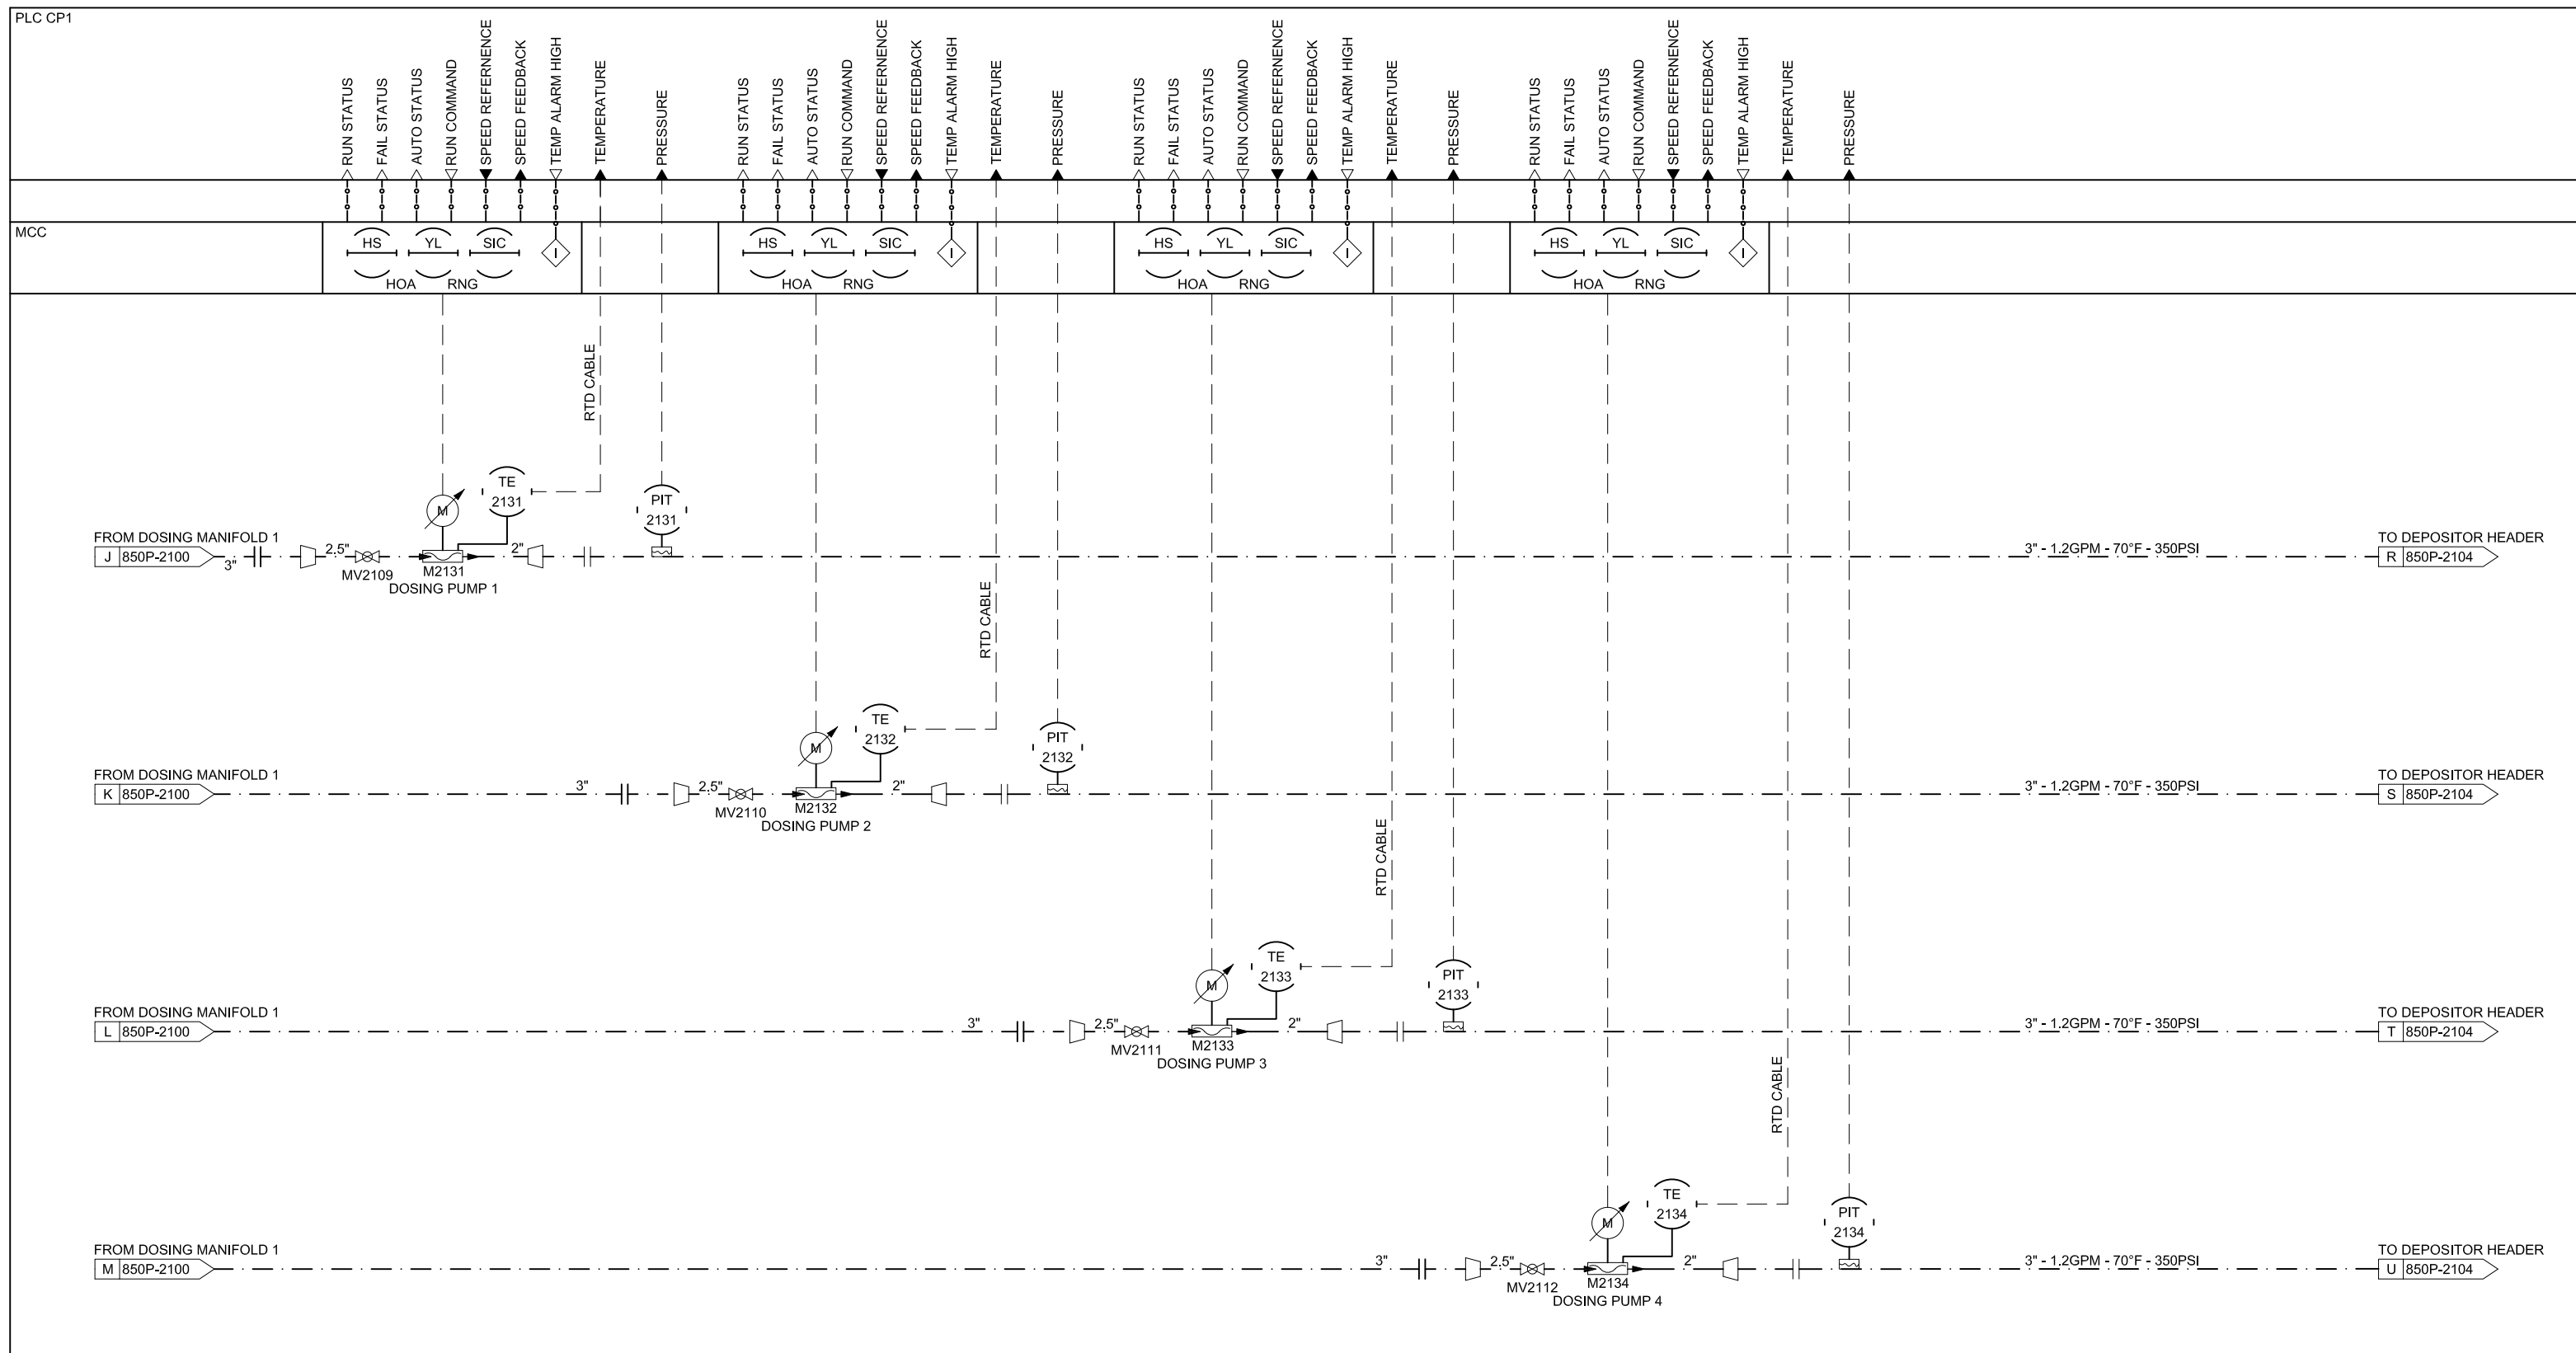 PLC CP1
RUN STATUS
FAIL STATUS
AUTO STATUS
RUN COMMAND
SPEED REFERNENCE
SPEED FEEDBACK
TEMP ALARM HIGH
TEMPERATURE
PRESSURE
RUN STATUS
FAIL STATUS
AUTO STATUS
RUN COMMAND
SPEED REFERNENCE
SPEED FEEDBACK
TEMP ALARM HIGH
TEMPERATURE
PRESSURE
RUN STATUS
FAIL STATUS
AUTO STATUS
RUN COMMAND
SPEED REFERNENCE
SPEED FEEDBACK
TEMP ALARM HIGH
TEMPERATURE
PRESSURE
RUN STATUS
FAIL STATUS
AUTO STATUS
RUN COMMAND
SPEED REFERNENCE
SPEED FEEDBACK
TEMP ALARM HIGH
TEMPERATURE
PRESSURE
MCC
HS YL SIC I
HOA RNG
HS YL SIC I
HOA RNG
HS YL SIC I
HOA RNG
HS YL SIC I
HOA RNG
RTD CABLE
TE
2131
PIT
2131
M
FROM DOSING MANIFOLD 1
J 850P-2100
3"
2.5"
MV2109
2"
M2131
DOSING PUMP 1
3" - 1.2GPM - 70°F - 350PSI
TO DEPOSITOR HEADER
R 850P-2104
RTD CABLE
TE
2132
PIT
2132
M
FROM DOSING MANIFOLD 1
K 850P-2100
3"
2.5"
MV2110
2"
M2132
DOSING PUMP 2
3" - 1.2GPM - 70°F - 350PSI
TO DEPOSITOR HEADER
S 850P-2104
RTD CABLE
TE
2133
PIT
2133
M
FROM DOSING MANIFOLD 1
L 850P-2100
3"
2.5"
MV2111
2"
M2133
DOSING PUMP 3
3" - 1.2GPM - 70°F - 350PSI
TO DEPOSITOR HEADER
T 850P-2104
RTD CABLE
TE
2134
PIT
2134
M
FROM DOSING MANIFOLD 1
M 850P-2100
3"
2.5"
MV2112
2"
M2134
DOSING PUMP 4
3" - 1.2GPM - 70°F - 350PSI
TO DEPOSITOR HEADER
U 850P-2104